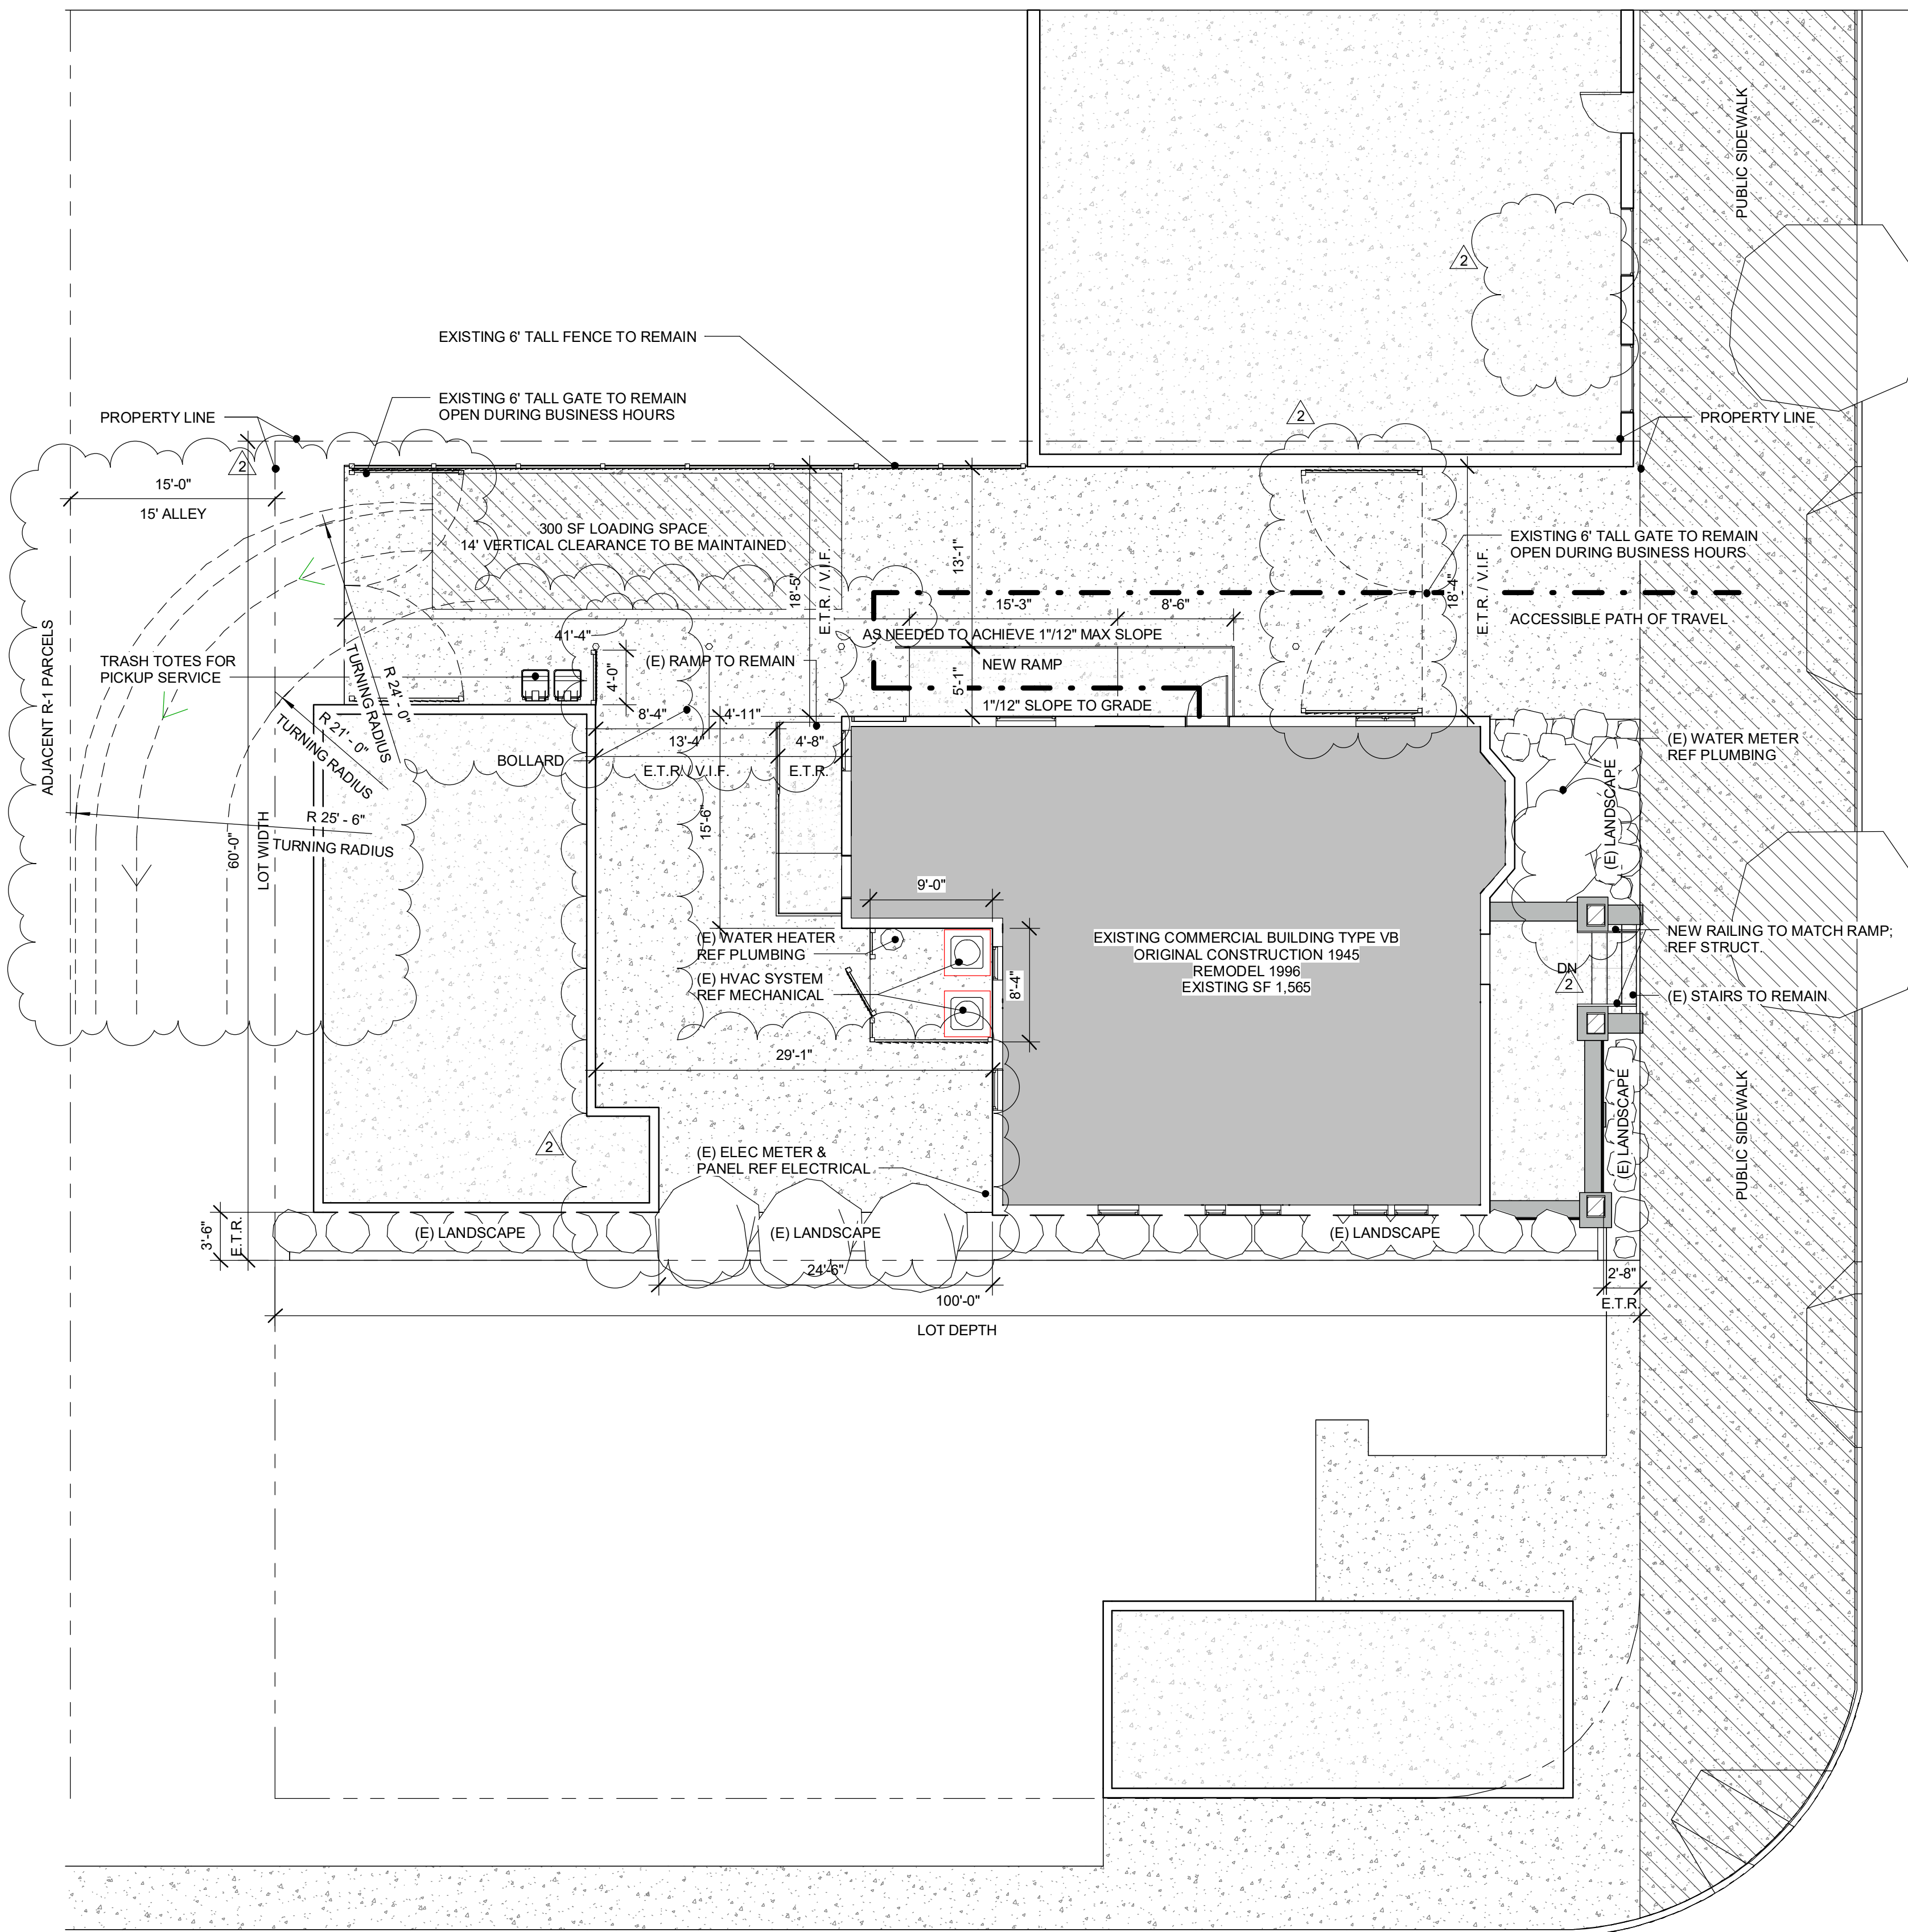 PUBLIC SIDEWALK
2
EXISTING 6' TALL FENCE TO REMAIN
EXISTING 6' TALL GATE TO REMAIN
OPEN DURING BUSINESS HOURS
PROPERTY LINE
2
PROPERTY LINE
2
15'-0"
15' ALLEY
300 SF LOADING SPACE
14' VERTICAL CLEARANCE TO BE MAINTAINED
18'-5"
E.T.R. / V.I.F.
13'-1"
EXISTING 6' TALL GATE TO REMAIN
OPEN DURING BUSINESS HOURS
18'-4"
E.T.R. / V.I.F.
15'-3"
8'-6"
ACCESSIBLE PATH OF TRAVEL
AS NEEDED TO ACHIEVE 1"/12" MAX SLOPE
41'-4"
ADJACENT R-1 PARCELS
TRASH TOTES FOR
PICKUP SERVICE
R 24' - 0"
TURNING RADIUS
4'-0"
(E) RAMP TO REMAIN
NEW RAMP
5'-1"
1"/12" SLOPE TO GRADE
R 21' - 0"
TURNING RADIUS
8'-4"
4'-11"
13'-4"
4'-8"
BOLLARD
E.T.R. / V.I.F.
E.T.R.
(E) WATER METER
REF PLUMBING
(E) LANDSCAPE
R 25' - 6"
TURNING RADIUS
60'-0"
LOT WIDTH
15'-6"
9'-0"
(E) WATER HEATER
REF PLUMBING
(E) HVAC SYSTEM
REF MECHANICAL
8'-4"
EXISTING COMMERCIAL BUILDING TYPE VB
ORIGINAL CONSTRUCTION 1945
REMODEL 1996
EXISTING SF 1,565
NEW RAILING TO MATCH RAMP;
REF STRUCT.
DN
2
(E) STAIRS TO REMAIN
29'-1"
(E) LANDSCAPE
PUBLIC SIDEWALK
2
(E) ELEC METER &
PANEL REF ELECTRICAL
3'-6"
E.T.R.
(E) LANDSCAPE
(E) LANDSCAPE
(E) LANDSCAPE
24'-6"
2'-8"
E.T.R.
100'-0"
LOT DEPTH